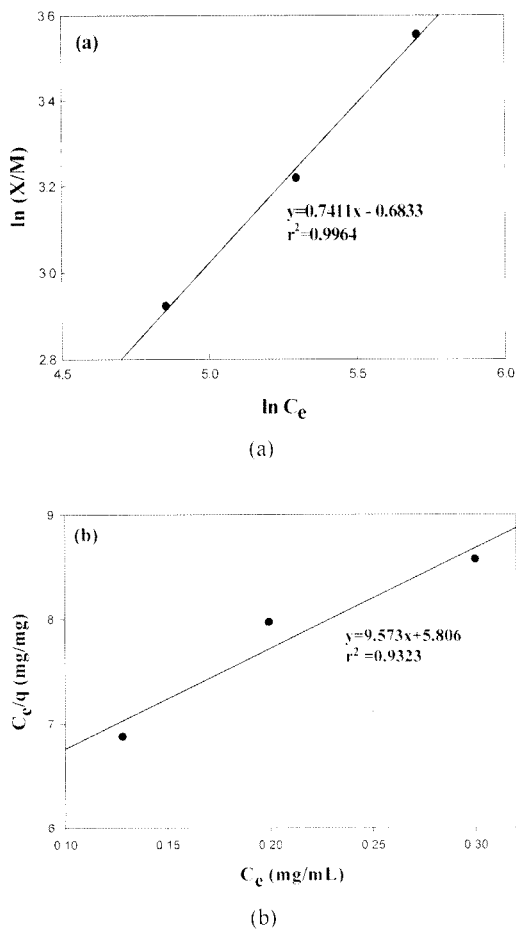 (a)
ln (X/M)
3.6
3.4
3.2
3.0
2.8
y=0.7411x - 0.6833
r²=0.9964
4.5 5.0 5.5 6.0
ln Ce
(a)
(b)
Ce/q (mg/mg)
9
8
7
6
y=9.573x+5.806
r² =0.9323
0.10 0.15 0.20 0.25 0.30
Ce (mg/mL)
(b)